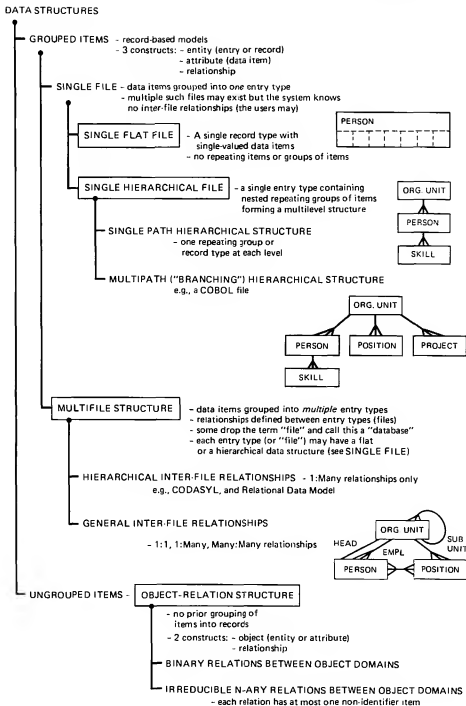 DATA STRUCTURES
GROUPED ITEMS - record-based models
- 3 constructs: - entity (entry or record)
- attribute (data item)
- relationship
SINGLE FILE - data items grouped into one entry type
- multiple such files may exist but the system knows
no inter-file relationships (the users may)
SINGLE FLAT FILE - A single record type with
single-valued data items
- no repeating items or groups of items
PERSON
SINGLE HIERARCHICAL FILE - a single entry type containing
nested repeating groups of items
forming a multilevel structure
ORG. UNIT
PERSON
SKILL
SINGLE PATH HIERARCHICAL STRUCTURE
- one repeating group or
record type at each level
MULTIPATH ("BRANCHING") HIERARCHICAL STRUCTURE
e.g., a COBOL file
ORG. UNIT
PERSON POSITION PROJECT
SKILL
MULTIFILE STRUCTURE - data items grouped into multiple entry types
- relationships defined between entry types (files)
- some drop the term "file" and call this a "database"
- each entry type (or "file") may have a flat
or a hierarchical data structure (see SINGLE FILE)
HIERARCHICAL INTER-FILE RELATIONSHIPS - 1:Many relationships only
e.g., CODASYL, and Relational Data Model
GENERAL INTER-FILE RELATIONSHIPS
- 1:1, 1:Many, Many:Many relationships
ORG. UNIT
SUB
UNIT
HEAD
EMPL
PERSON POSITION
UNGROUPED ITEMS - OBJECT-RELATION STRUCTURE
- no prior grouping of
items into records
- 2 constructs: - object (entity or attribute)
- relationship
BINARY RELATIONS BETWEEN OBJECT DOMAINS
IRREDUCIBLE N-ARY RELATIONS BETWEEN OBJECT DOMAINS
- each relation has at most one non-identifier item